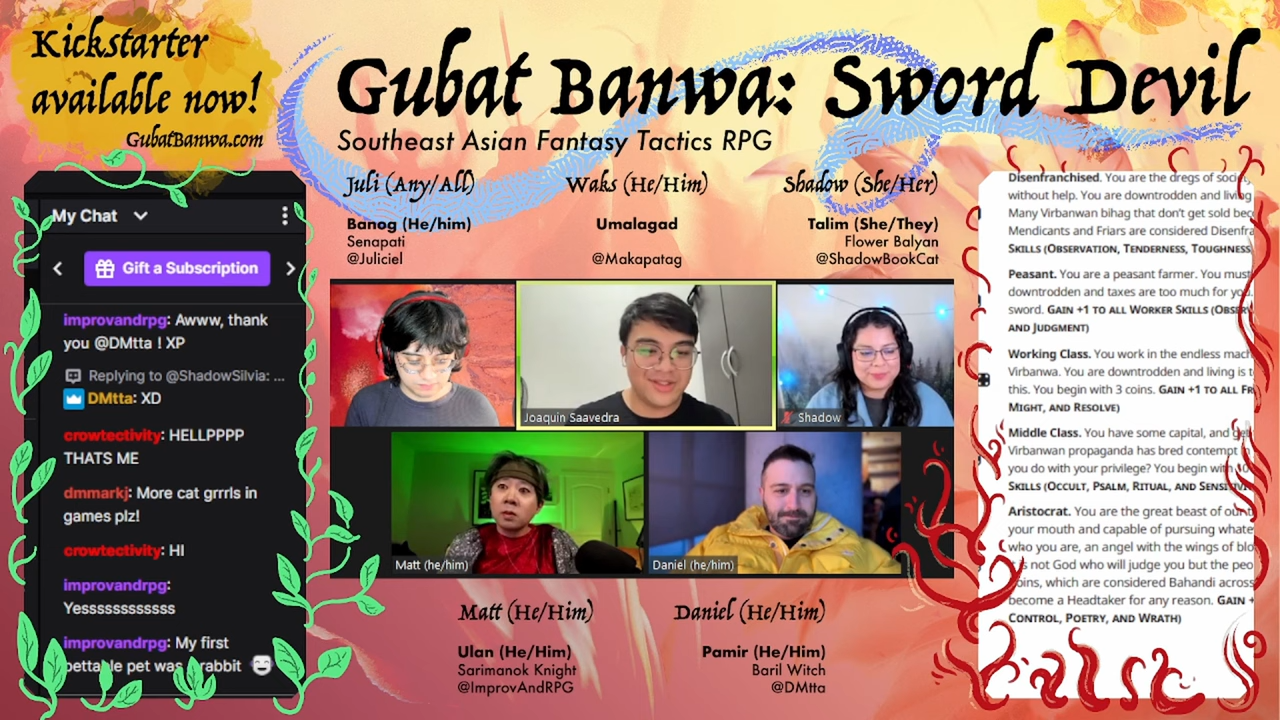 Kickstarter
available now!
GubatBanwa.com
Gubat Banwa: Sword Devil
Southeast Asian Fantasy Tactics RPG
Juli (Any/All)
Banog (He/him)
Senapati
@Juliciel
Waks (He/Him)
Umalagad
@Makapatag
Shadow (She/Her)
Talim (She/They)
Flower Balyan
@ShadowBookCat
My Chat
Gift a Subscription
improvandrpg: Awww, thank
you @DMtta ! XP
Replying to @ShadowSilvia: ...
DMtta: XD
crowtectivity: HELLPPPP
THATS ME
dmmarkj: More cat grrrls in
games plz!
crowtectivity: HI
improvandrpg:
Yessssssssssss
improvandrpg: My first
pettable pet was a rabbit
Joaquin Saavedra
Shadow
Matt (he/him)
Daniel (he/him)
Matt (He/Him)
Ulan (He/Him)
Sarimanok Knight
@ImprovAndRPG
Daniel (He/Him)
Pamir (He/Him)
Baril Witch
@DMtta
Disenfranchised. You are the dregs of
without help. You are downtrodden and living
Many Virbanwan bihag that don't get sold
Mendicants and Friars are considered
SKILLS (OBSERVATION, TENDERNESS, TOUGHNESS
Peasant. You are a peasant farmer. You must
downtrodden and taxes are too much for you.
sword. GAIN +1 TO ALL WORKER SKILLS
AND JUDGMENT)
Working Class. You work in the endless
Virbanwa. You are downtrodden and living is
this. You begin with 3 coins. GAIN +1 TO ALL
MIGHT, AND RESOLVE)
Middle Class. You have some capital, and
Virbanwan propaganda has bred contempt
you do with your privilege? You begin with
SKILLS (OCCULT, PSALM, RITUAL, AND
Aristocrat. You are the great beast of
your mouth and capable of pursuing
who you are, an angel with the wings of
is not God who will judge you but the
coins, which are considered Bahandi across
become a Headtaker for any reason. GAIN +
CONTROL, POETRY, AND WRATH)